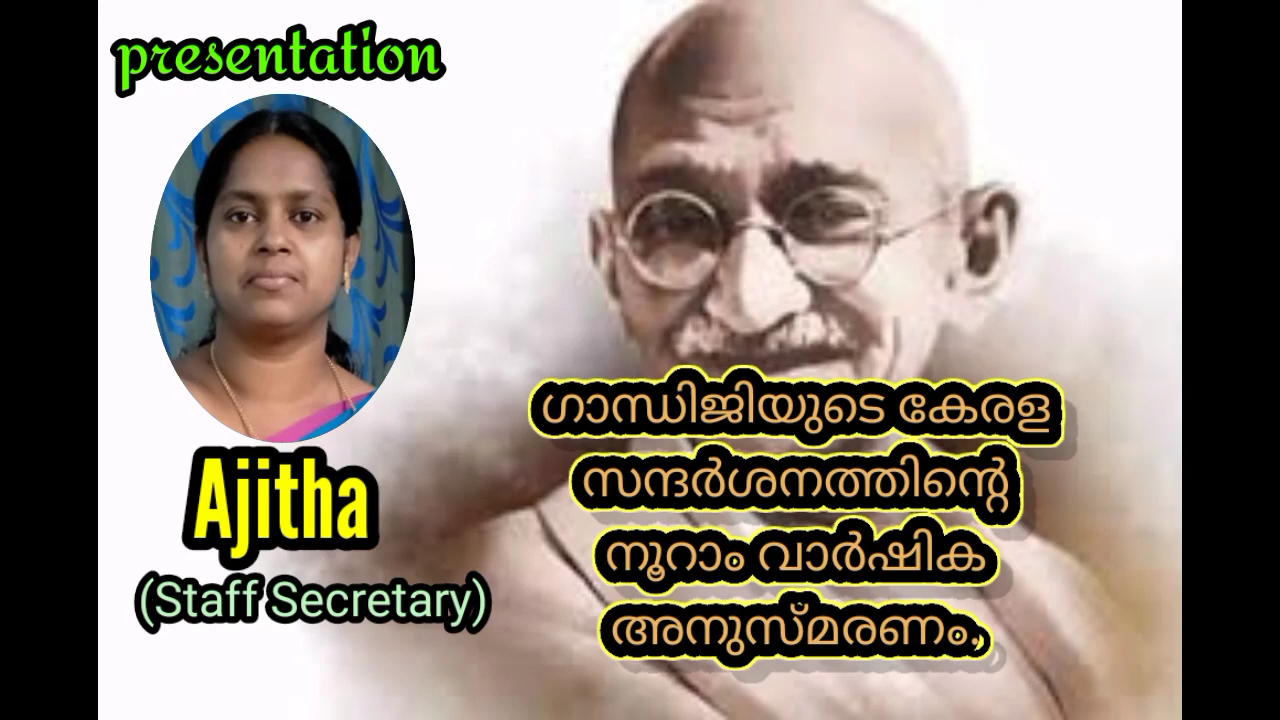 presentation
Ajitha
(Staff Secretary)
ഗാന്ധിജിയുടെ കേരള
സന്ദർശനത്തിന്റെ
നൂറാം വാർഷിക
അനുസ്മരണം,